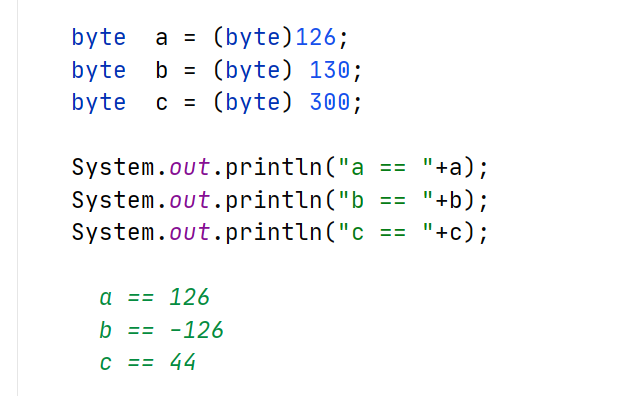 byte  a = (byte)126;
byte  b = (byte) 130;
byte  c = (byte) 300;
System.out.println("a == "+a);
System.out.println("b == "+b);
System.out.println("c == "+c);
a == 126
b == -126
c == 44